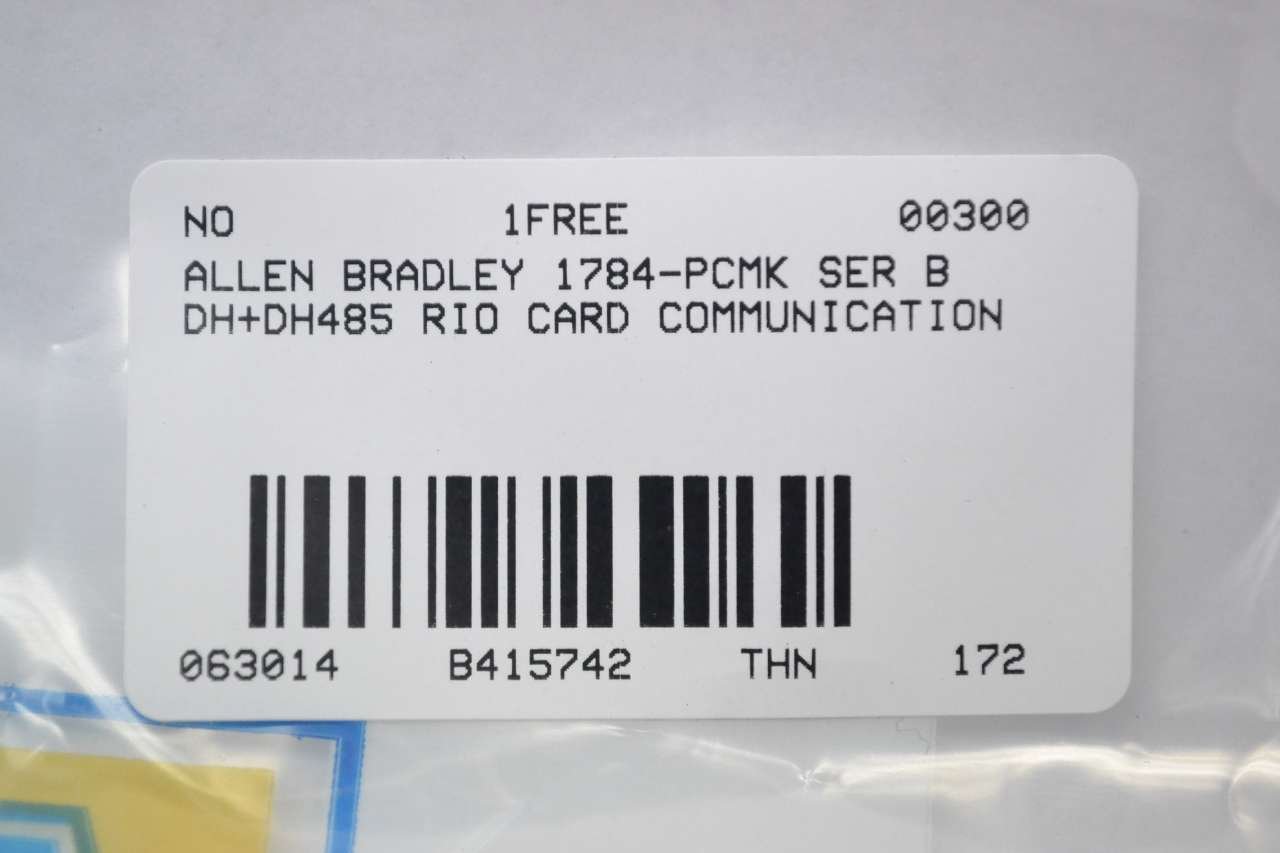 NO 1FREE 00300
ALLEN BRADLEY 1784-PCMK SER B
DH+DH485 RIO CARD COMMUNICATION
063014 B415742 THN 172